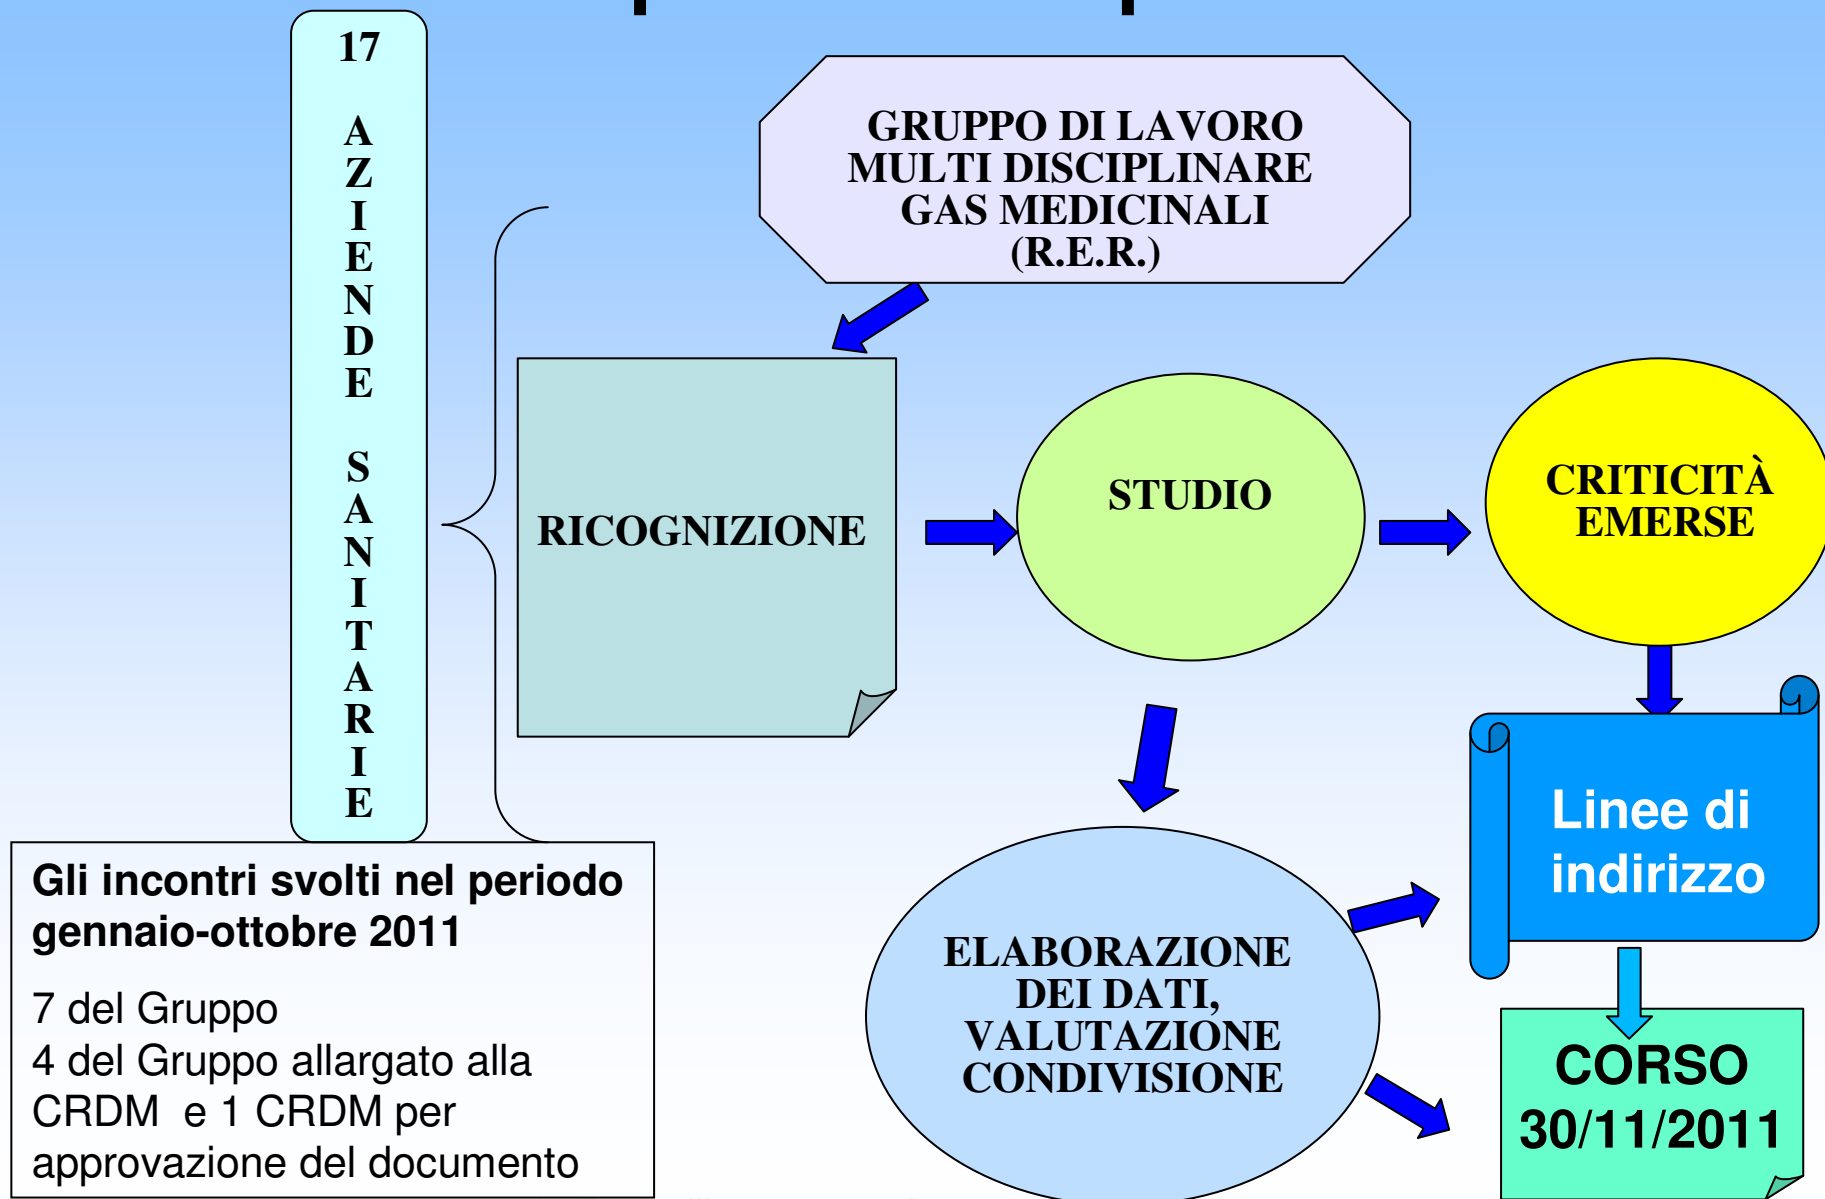 17
AZIENDE
SANITARIE
GRUPPO DI LAVORO
MULTI DISCIPLINARE
GAS MEDICINALI
(R.E.R.)
RICOGNIZIONE
STUDIO
CRITICITÀ
EMERSE
Linee di
indirizzo
ELABORAZIONE
DEI DATI,
VALUTAZIONE
CONDIVISIONE
CORSO
30/11/2011
Gli incontri svolti nel periodo
gennaio-ottobre 2011
7 del Gruppo
4 del Gruppo allargato alla
CRDM e 1 CRDM per
approvazione del documento